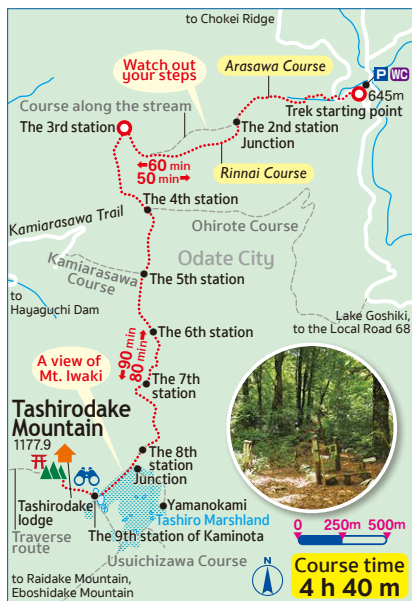 to Chokei Ridge
Watch out
your steps
Arasawa Course
P WC
645m
Trek starting point
Course along the stream
The 3rd station
The 2nd station
Junction
←60 min
50 min→
Rinnai Course
The 4th station
Kamiarasawa Trail
Ohirote Course
Odate City
Kamiarasawa
Course
The 5th station
to
Hayaguchi Dam
Lake Goshiki,
to the Local Road 68
The 6th station
←90 min
80 min→
A view of
Mt. Iwaki
The 7th
station
Tashirodake
Mountain
1177.9
The 8th
station
Junction
Tashirodake
lodge
Yamanokami
Tashiro Marshland
The 9th station of Kaminota
Traverse
route
Usuichizawa Course
to Raidake Mountain,
Eboshidake Mountain
0 250m 500m
N
Course time
4 h 40 m